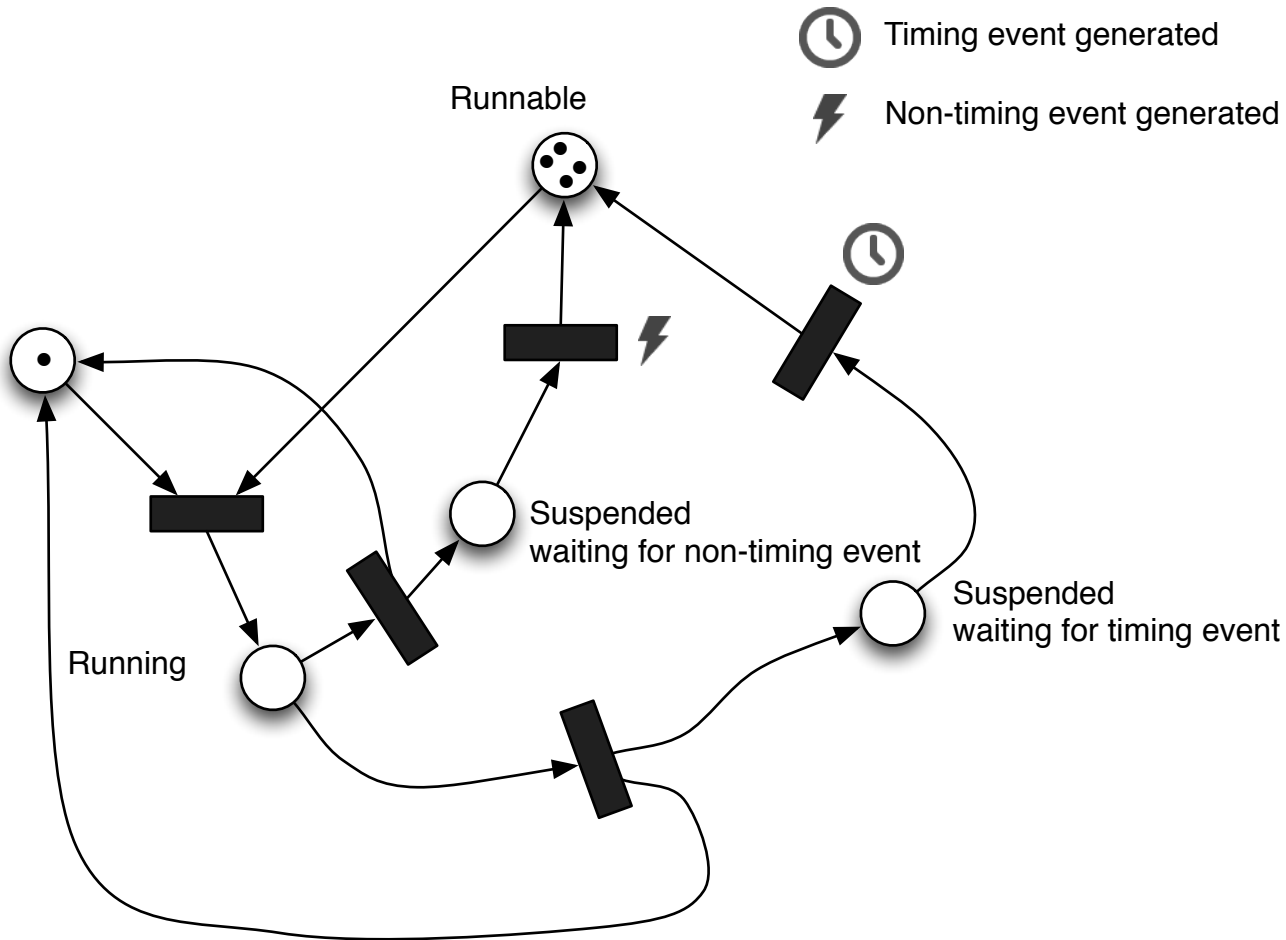 Timing event generated
Non-timing event generated
Runnable
Suspended
waiting for non-timing event
Suspended
waiting for timing event
Running